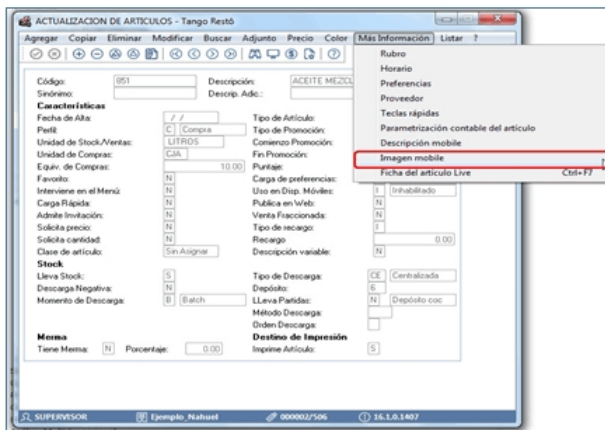 ACTUALIZACION DE ARTICULOS - Tango Restô
Agregar Copiar Eliminar Modificar Buscar Adjunto Precio Color Más Información Listar ?
Rubro
Horario
Preferencias
Proveedor
Teclas rápidas
Parametrización contable del artículo
Descripción mobile
Imagen mobile
Ficha del artículo Live Ctrl+F7
Código: 851 Descripción: ACEITE MEZCL
Sinónimo: Descrip. Adic.:
Características
Fecha de Alta: / / Tipo de Artículo:
Perfil: C Compra Tipo de Promoción:
Unidad de Stock/Ventas: LITROS Comienzo Promoción:
Unidad de Compras: CJA Fin Promoción:
Equiv. de Compras: 10.00 Puntaje:
Favorito: N Carga de preferencias:
Interviene en el Menú: N Uso en Disp. Móviles: I Inhabilitado
Carga Rápida: N Publica en Web: N
Admite Invitación: N Venta Fraccionada: N
Solicita precio: N Tipo de recargo: I
Solicita cantidad: N Recargo 0.00
Clase de artículo: Sin Asignar Descripción variable: N
Stock
Lleva Stock: S Tipo de Descarga: CE Centralizada
Descarga Negativa: N Depósito: 6
Momento de Descarga: B Batch LLeva Partidas: N Depósito coc
Método Descarga:
Orden Descarga:
Merma Destino de Impresión
Tiene Merma: N Porcentaje: 0.00 Imprime Artículo: S
SUPERVISOR Ejemplo_Nahuel 000002/506 16.1.0.1407